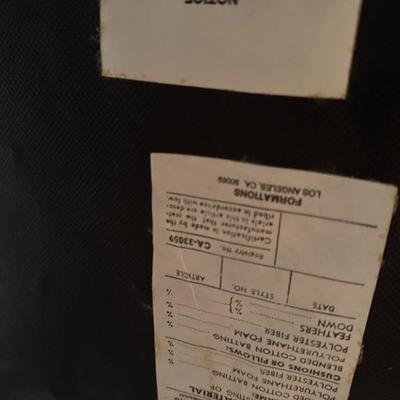 MATERIAL
COTTON BATTING
POLYURETHANE FOAM
POLYESTER FIBER
CUSHIONS OR PILLOWS:
BLENDED COTTON BATTING %
POLYURETHANE FOAM %
POLYESTER FIBER %
FEATHERS %
DOWN %
DATE STYLE NO. ARTICLE
Registry No. CA-33059
Certification is made by the
manufacturer that the mat-
erials in this article are desc-
ribed in accordance with law.
FORMATIONS
LOS ANGELES, CA. 90069
NOTICE